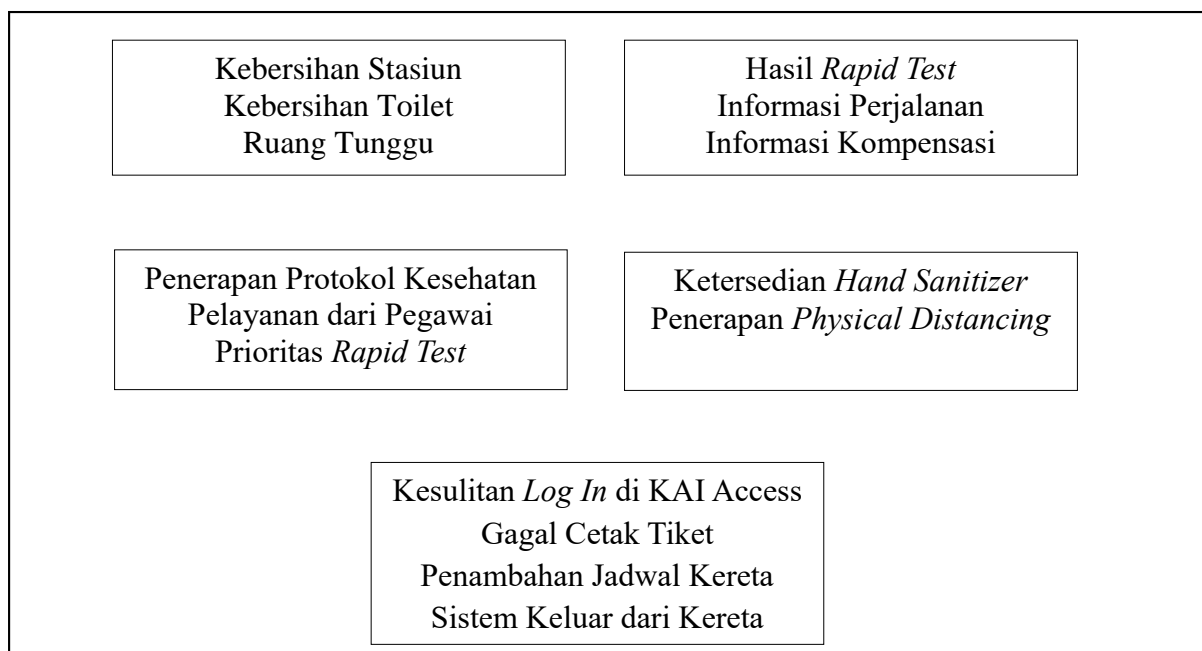 Kebersihan Stasiun
Kebersihan Toilet
Ruang Tunggu
Hasil Rapid Test
Informasi Perjalanan
Informasi Kompensasi
Penerapan Protokol Kesehatan
Pelayanan dari Pegawai
Prioritas Rapid Test
Ketersedian Hand Sanitizer
Penerapan Physical Distancing
Kesulitan Log In di KAI Access
Gagal Cetak Tiket
Penambahan Jadwal Kereta
Sistem Keluar dari Kereta